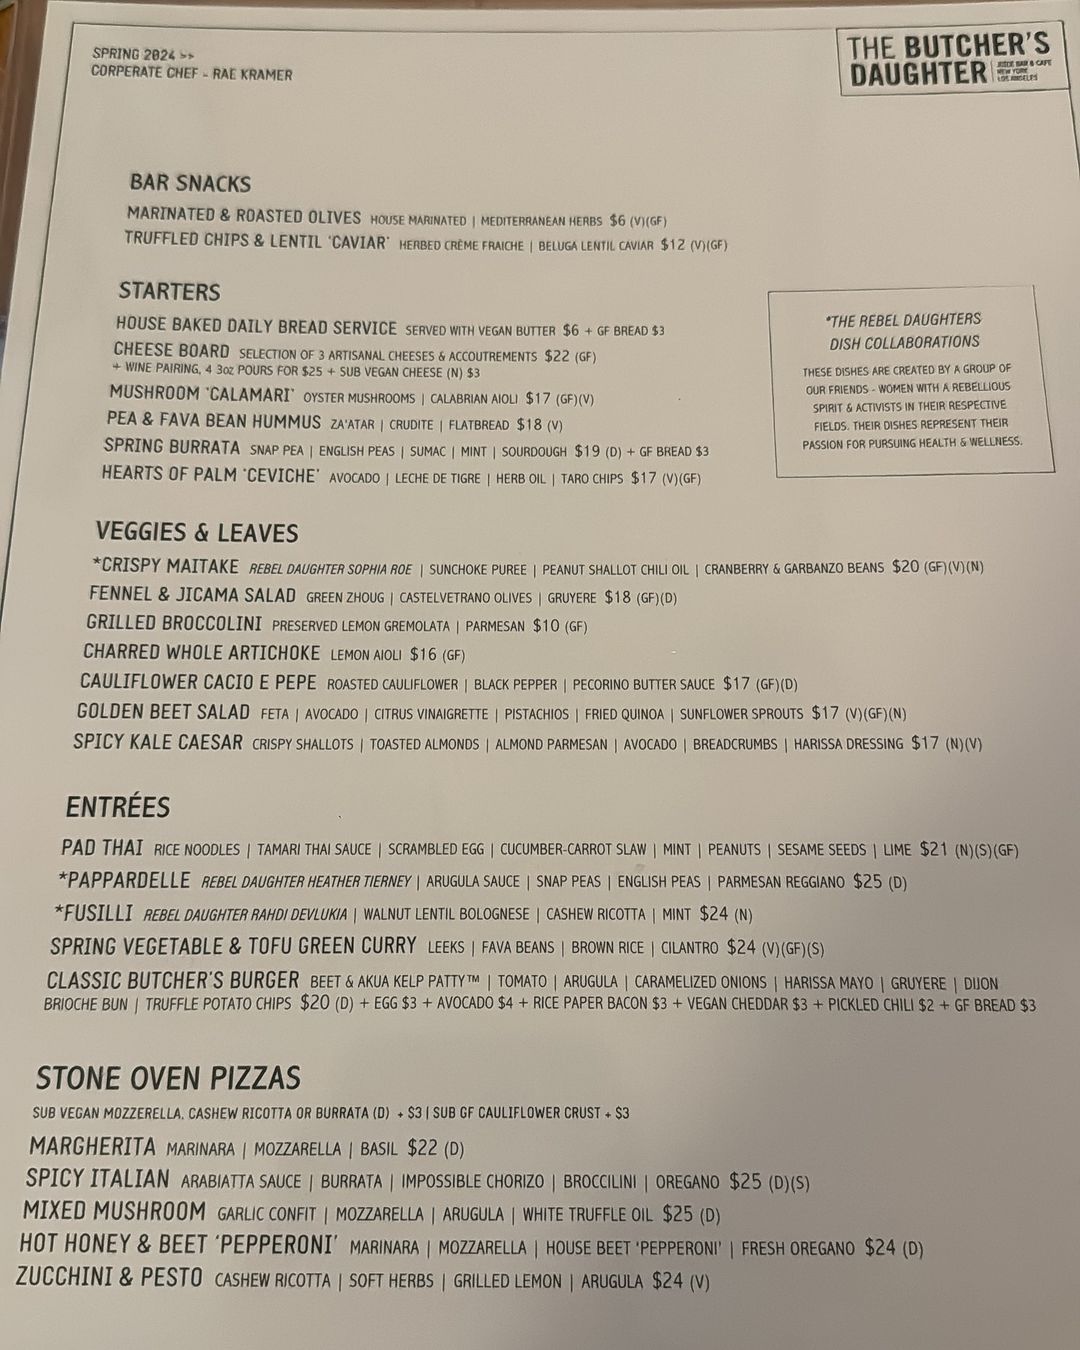 SPRING 2024 >>
CORPERATE CHEF - RAE KRAMER
THE BUTCHER'S
DAUGHTER
JUICE BAR & CAFE
NEW YORK
LOS ANGELES
BAR SNACKS
MARINATED & ROASTED OLIVES HOUSE MARINATED | MEDITERRANEAN HERBS $6 (V)(GF)
TRUFFLED CHIPS & LENTIL 'CAVIAR' HERBED CRÈME FRAICHE | BELUGA LENTIL CAVIAR $12 (V)(GF)
STARTERS
HOUSE BAKED DAILY BREAD SERVICE SERVED WITH VEGAN BUTTER $6 + GF BREAD $3
CHEESE BOARD SELECTION OF 3 ARTISANAL CHEESES & ACCOUTREMENTS $22 (GF)
+ WINE PAIRING, 4 3oz POURS FOR $25 + SUB VEGAN CHEESE (N) $3
MUSHROOM 'CALAMARI' OYSTER MUSHROOMS | CALABRIAN AIOLI $17 (GF)(V)
PEA & FAVA BEAN HUMMUS ZA'ATAR | CRUDITE | FLATBREAD $18 (V)
SPRING BURRATA SNAP PEA | ENGLISH PEAS | SUMAC | MINT | SOURDOUGH $19 (D) + GF BREAD $3
HEARTS OF PALM 'CEVICHE' AVOCADO | LECHE DE TIGRE | HERB OIL | TARO CHIPS $17 (V)(GF)
*THE REBEL DAUGHTERS
DISH COLLABORATIONS
THESE DISHES ARE CREATED BY A GROUP OF
OUR FRIENDS - WOMEN WITH A REBELLIOUS
SPIRIT & ACTIVISTS IN THEIR RESPECTIVE
FIELDS. THEIR DISHES REPRESENT THEIR
PASSION FOR PURSUING HEALTH & WELLNESS.
VEGGIES & LEAVES
*CRISPY MAITAKE REBEL DAUGHTER SOPHIA ROE | SUNCHOKE PUREE | PEANUT SHALLOT CHILI OIL | CRANBERRY & GARBANZO BEANS $20 (GF)(V)(N)
FENNEL & JICAMA SALAD GREEN ZHOUG | CASTELVETRANO OLIVES | GRUYERE $18 (GF)(D)
GRILLED BROCCOLINI PRESERVED LEMON GREMOLATA | PARMESAN $10 (GF)
CHARRED WHOLE ARTICHOKE LEMON AIOLI $16 (GF)
CAULIFLOWER CACIO E PEPE ROASTED CAULIFLOWER | BLACK PEPPER | PECORINO BUTTER SAUCE $17 (GF)(D)
GOLDEN BEET SALAD FETA | AVOCADO | CITRUS VINAIGRETTE | PISTACHIOS | FRIED QUINOA | SUNFLOWER SPROUTS $17 (V)(GF)(N)
SPICY KALE CAESAR CRISPY SHALLOTS | TOASTED ALMONDS | ALMOND PARMESAN | AVOCADO | BREADCRUMBS | HARISSA DRESSING $17 (N)(V)
ENTRÉES
PAD THAI RICE NOODLES | TAMARI THAI SAUCE | SCRAMBLED EGG | CUCUMBER-CARROT SLAW | MINT | PEANUTS | SESAME SEEDS | LIME $21 (N)(S)(GF)
*PAPPARDELLE REBEL DAUGHTER HEATHER TIERNEY | ARUGULA SAUCE | SNAP PEAS | ENGLISH PEAS | PARMESAN REGGIANO $25 (D)
*FUSILLI REBEL DAUGHTER RAHDI DEVLUKIA | WALNUT LENTIL BOLOGNESE | CASHEW RICOTTA | MINT $24 (N)
SPRING VEGETABLE & TOFU GREEN CURRY LEEKS | FAVA BEANS | BROWN RICE | CILANTRO $24 (V)(GF)(S)
CLASSIC BUTCHER'S BURGER BEET & AKUA KELP PATTY™ | TOMATO | ARUGULA | CARAMELIZED ONIONS | HARISSA MAYO | GRUYERE | DIJON
BRIOCHE BUN | TRUFFLE POTATO CHIPS $20 (D) + EGG $3 + AVOCADO $4 + RICE PAPER BACON $3 + VEGAN CHEDDAR $3 + PICKLED CHILI $2 + GF BREAD $3
STONE OVEN PIZZAS
SUB VEGAN MOZZERELLA, CASHEW RICOTTA OR BURRATA (D) + $3 | SUB GF CAULIFLOWER CRUST + $3
MARGHERITA MARINARA | MOZZARELLA | BASIL $22 (D)
SPICY ITALIAN ARABIATTA SAUCE | BURRATA | IMPOSSIBLE CHORIZO | BROCCILINI | OREGANO $25 (D)(S)
MIXED MUSHROOM GARLIC CONFIT | MOZZARELLA | ARUGULA | WHITE TRUFFLE OIL $25 (D)
HOT HONEY & BEET 'PEPPERONI' MARINARA | MOZZARELLA | HOUSE BEET 'PEPPERONI' | FRESH OREGANO $24 (D)
ZUCCHINI & PESTO CASHEW RICOTTA | SOFT HERBS | GRILLED LEMON | ARUGULA $24 (V)